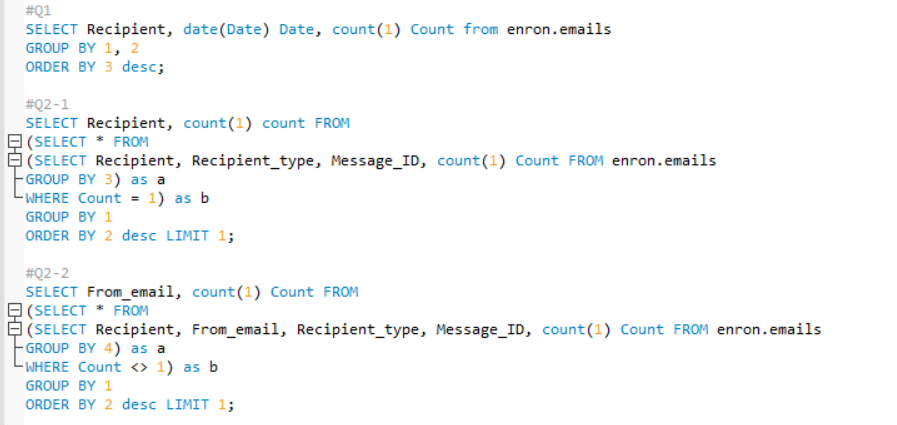 #Q1
SELECT Recipient, date(Date) Date, count(1) Count from enron.emails
GROUP BY 1, 2
ORDER BY 3 desc;
#Q2-1
SELECT Recipient, count(1) count FROM
(SELECT * FROM
(SELECT Recipient, Recipient_type, Message_ID, count(1) Count FROM enron.emails
GROUP BY 3) as a
WHERE Count = 1) as b
GROUP BY 1
ORDER BY 2 desc LIMIT 1;
#Q2-2
SELECT From_email, count(1) Count FROM
(SELECT * FROM
(SELECT Recipient, From_email, Recipient_type, Message_ID, count(1) Count FROM enron.emails
GROUP BY 4) as a
WHERE Count <> 1) as b
GROUP BY 1
ORDER BY 2 desc LIMIT 1;